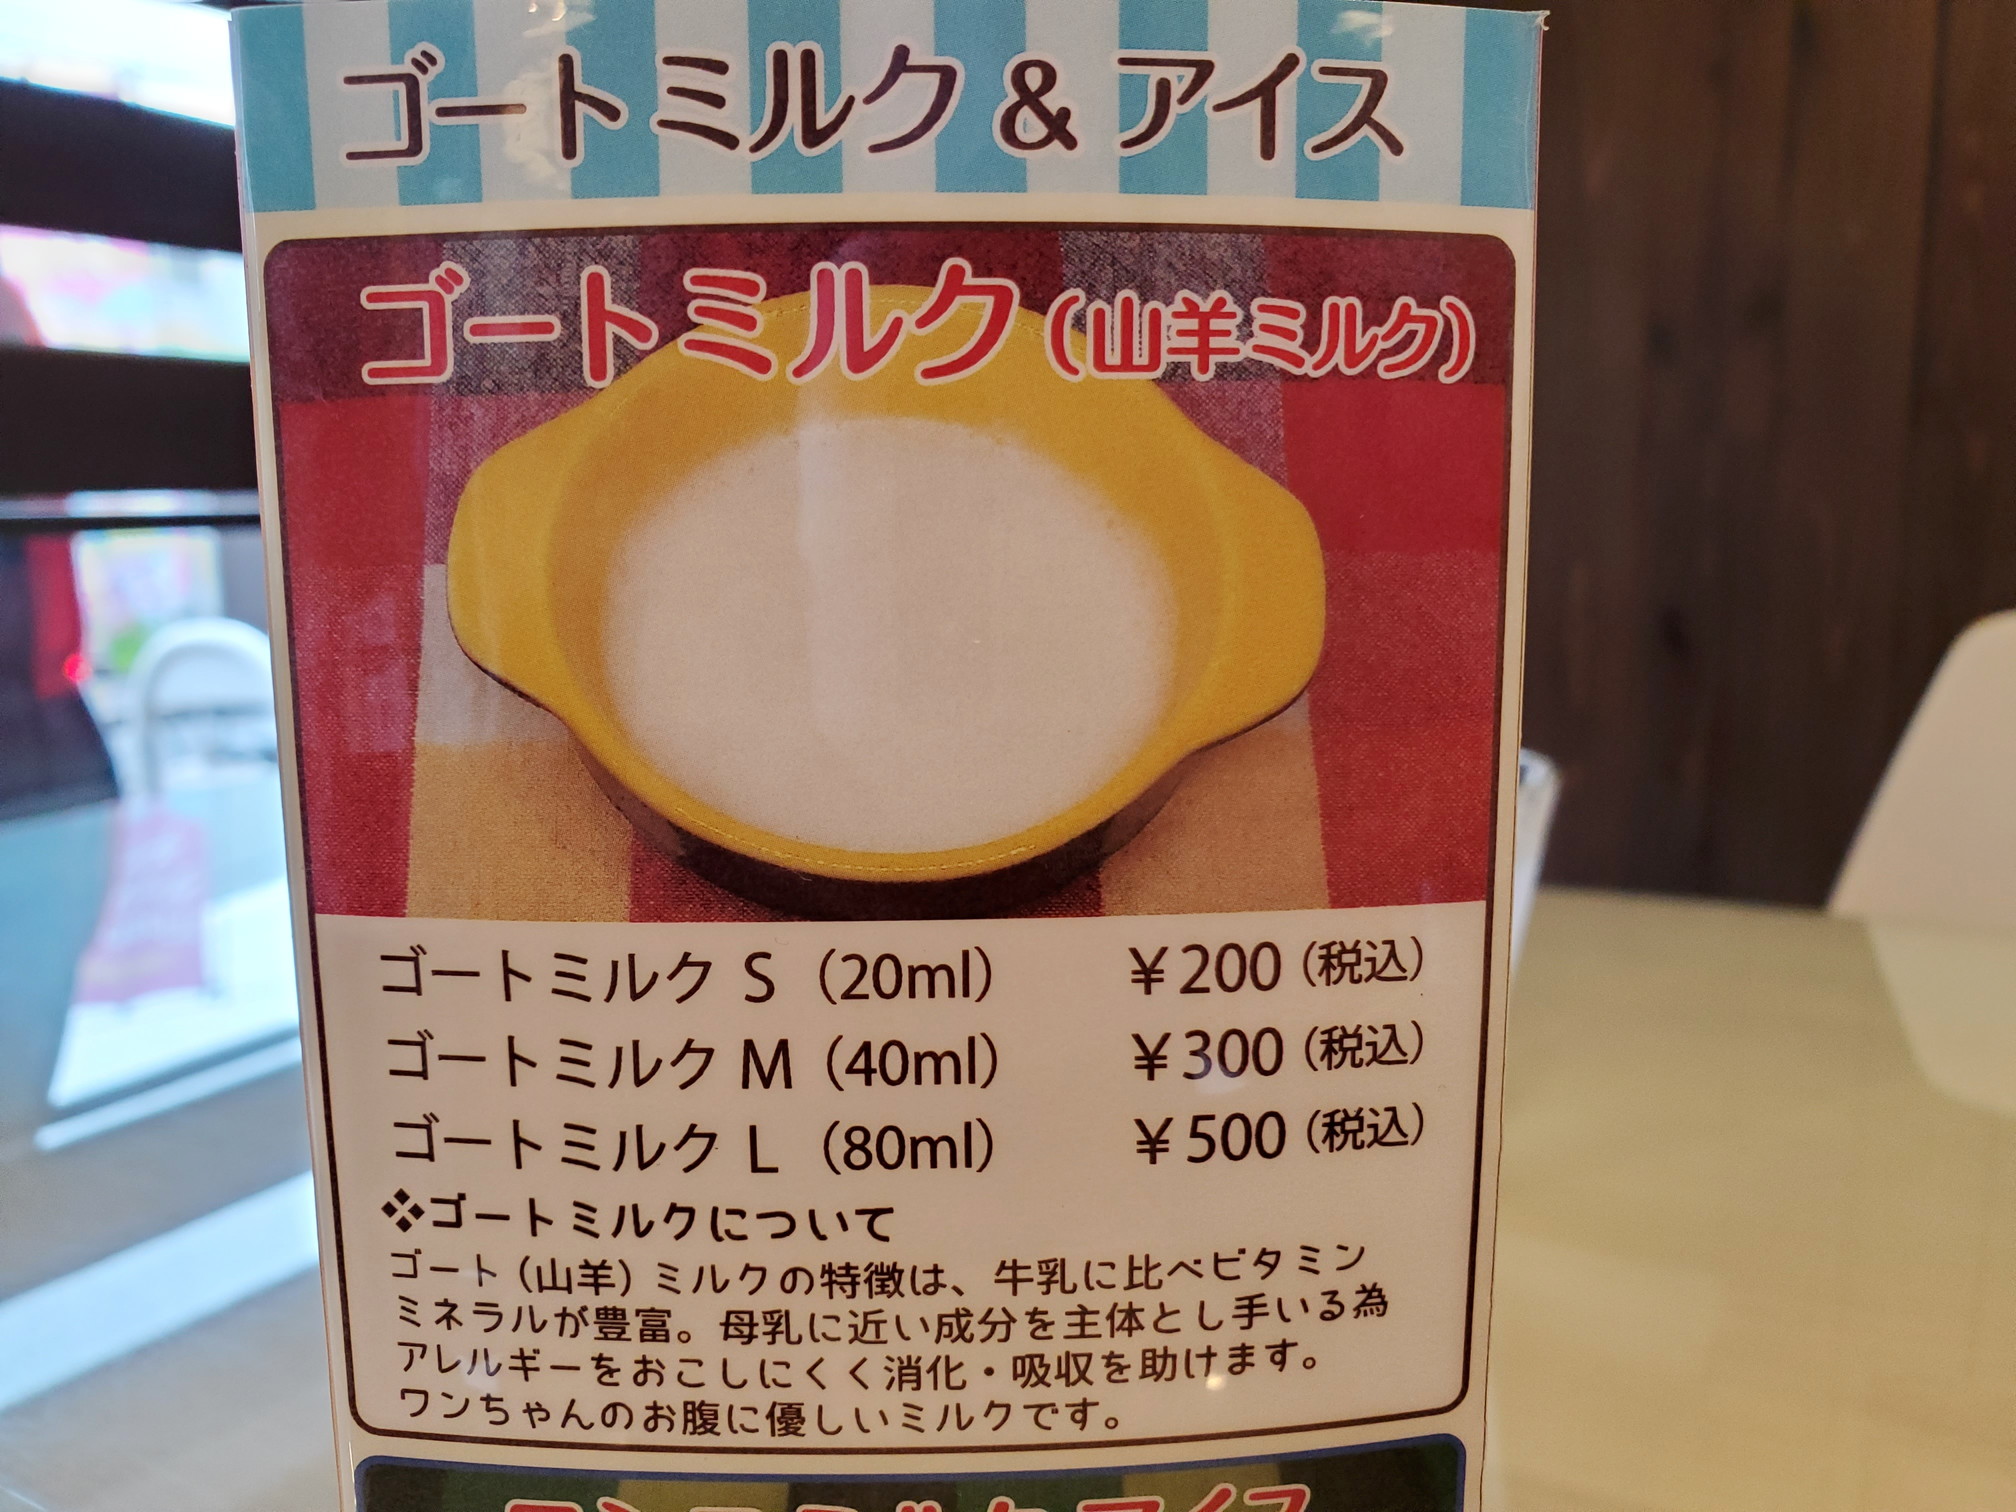 ゴートミルク & アイス
ゴートミルク(山羊ミルク)
ゴートミルク S (20ml) ¥200 (税込)
ゴートミルク M (40ml) ¥300 (税込)
ゴートミルク L (80ml) ¥500 (税込)
❖ゴートミルクについて
ゴート(山羊)ミルクの特徴は、牛乳に比べビタミン
ミネラルが豊富。母乳に近い成分を主体とし手いる為
アレルギーをおこしにくく消化・吸収を助けます。
ワンちゃんのお腹に優しいミルクです。